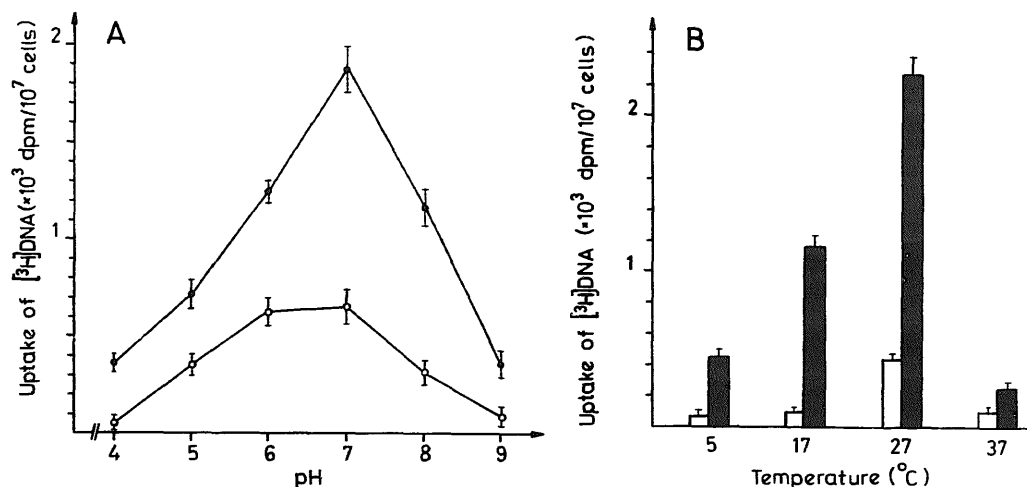 A
Uptake of [³H]DNA (×10³ dpm/10⁷ cells)
2
1
4 5 6 7 8 9
pH
B
Uptake of [³H]DNA (×10³ dpm/10⁷ cells)
2
1
5 17 27 37
Temperature (°C)